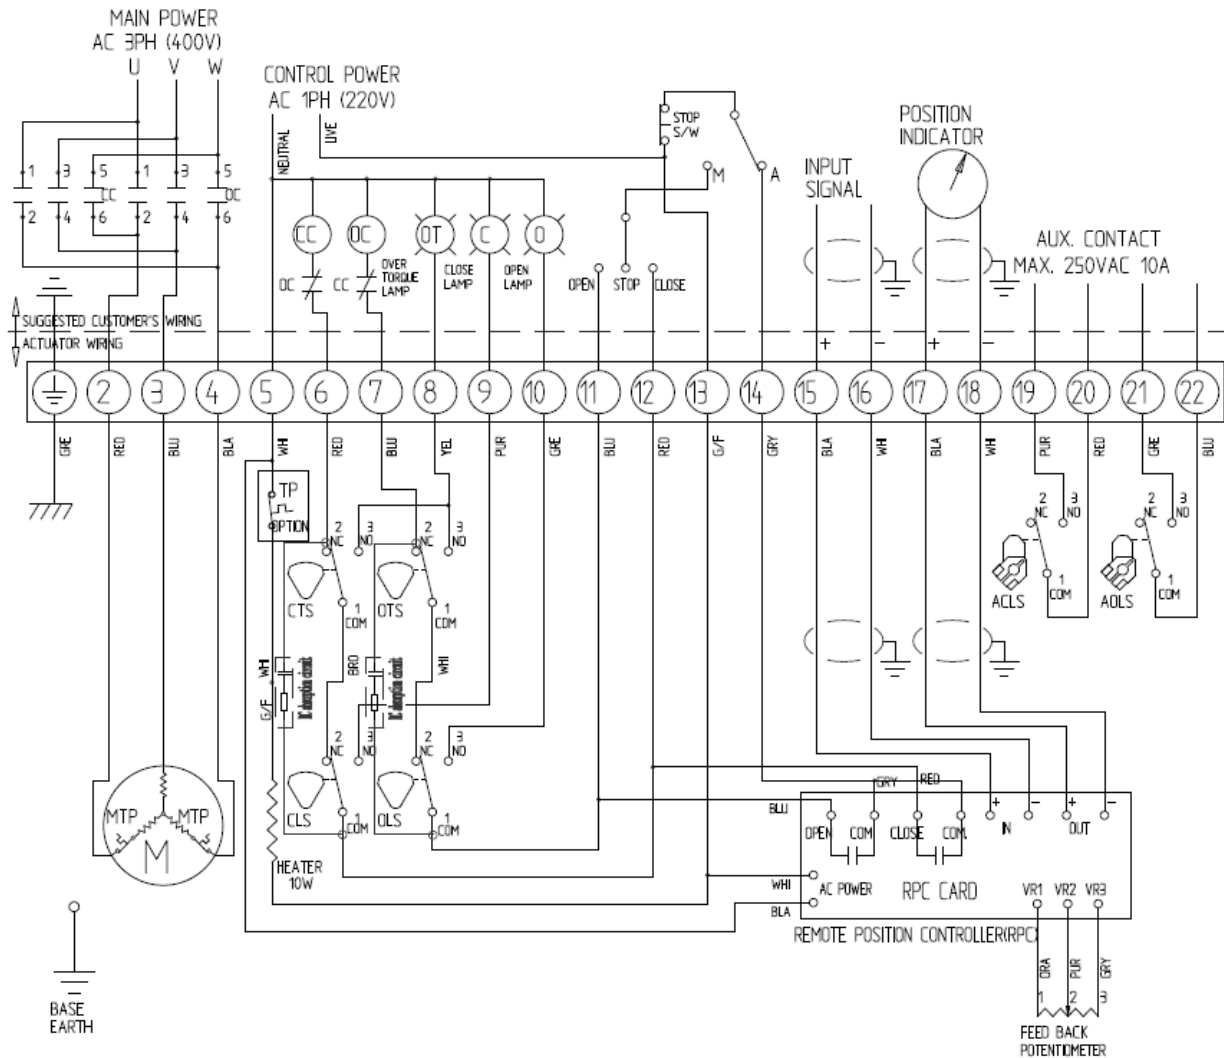 MAIN POWER
AC 3PH (400V)
U V W
CONTROL POWER
AC 1PH (220V)
NEUTRAL
LIVE
STOP
S/W
M
A
POSITION
INDICATOR
INPUT
SIGNAL
1 3 5 1 3 5
CC OC
2 4 6 2 4 6
CC OC OT C O
OC
CC
OVER
TORQUE
LAMP
CLOSE
LAMP
OPEN
LAMP
OPEN STOP CLOSE
AUX. CONTACT
MAX. 250VAC 10A
SUGGESTED CUSTOMER'S WIRING
ACTUATOR WIRING
+ - + -
2 3 4 5 6 7 8 9 10 11 12 13 14 15 16 17 18 19 20 21 22
GRE RED BLU BLA WHI RED BLU YEL PUR GRE BLU RED G/F GRY BLA WHI BLA WHI PUR RED GRE BLU
TP
OPTION
2 NC 3 NO
2 NC 3 NO
2 NC 3 NO
2 NC 3 NO
CTS
1
COM
OTS
1
COM
ACLS
1
COM
AOLS
1
COM
WHI
G/F
BRO
WHI
2 NC 3 NO
2 NC 3 NO
CLS
1
COM
OLS
1
COM
HEATER
10W
MTP MTP
M
BASE
EARTH
GRY RED
BLU
OPEN COM CLOSE COM.
+ - + -
IN OUT
WHI
AC POWER
BLA
RPC CARD
VR1 VR2 VR3
REMOTE POSITION CONTROLLER(RPC)
ORA PUR GRY
1 2 3
FEED BACK
POTENTIOMETER